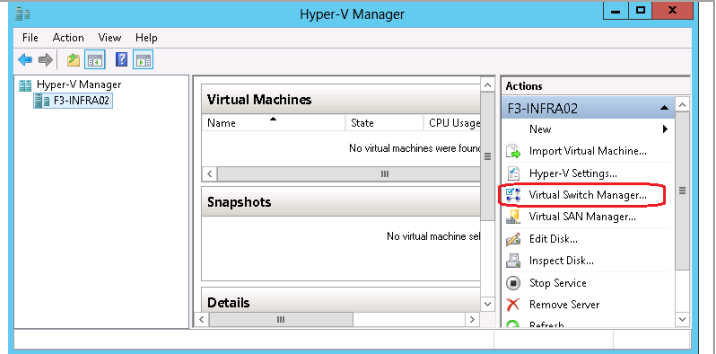 Hyper-V Manager
File Action View Help
Hyper-V Manager
F3-INFRA02
Virtual Machines
Name State CPU Usage
No virtual machines were found
Snapshots
No virtual machine sel
Details
Actions
F3-INFRA02
New
Import Virtual Machine...
Hyper-V Settings...
Virtual Switch Manager...
Virtual SAN Manager...
Edit Disk...
Inspect Disk...
Stop Service
Remove Server
Refresh